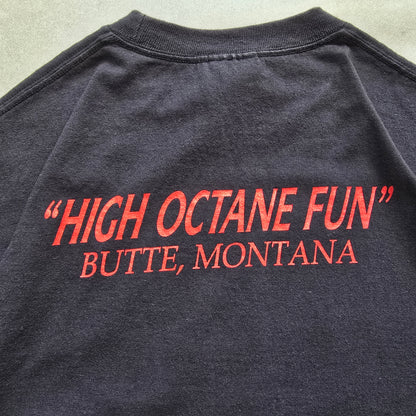 “HIGH OCTANE FUN”
BUTTE, MONTANA